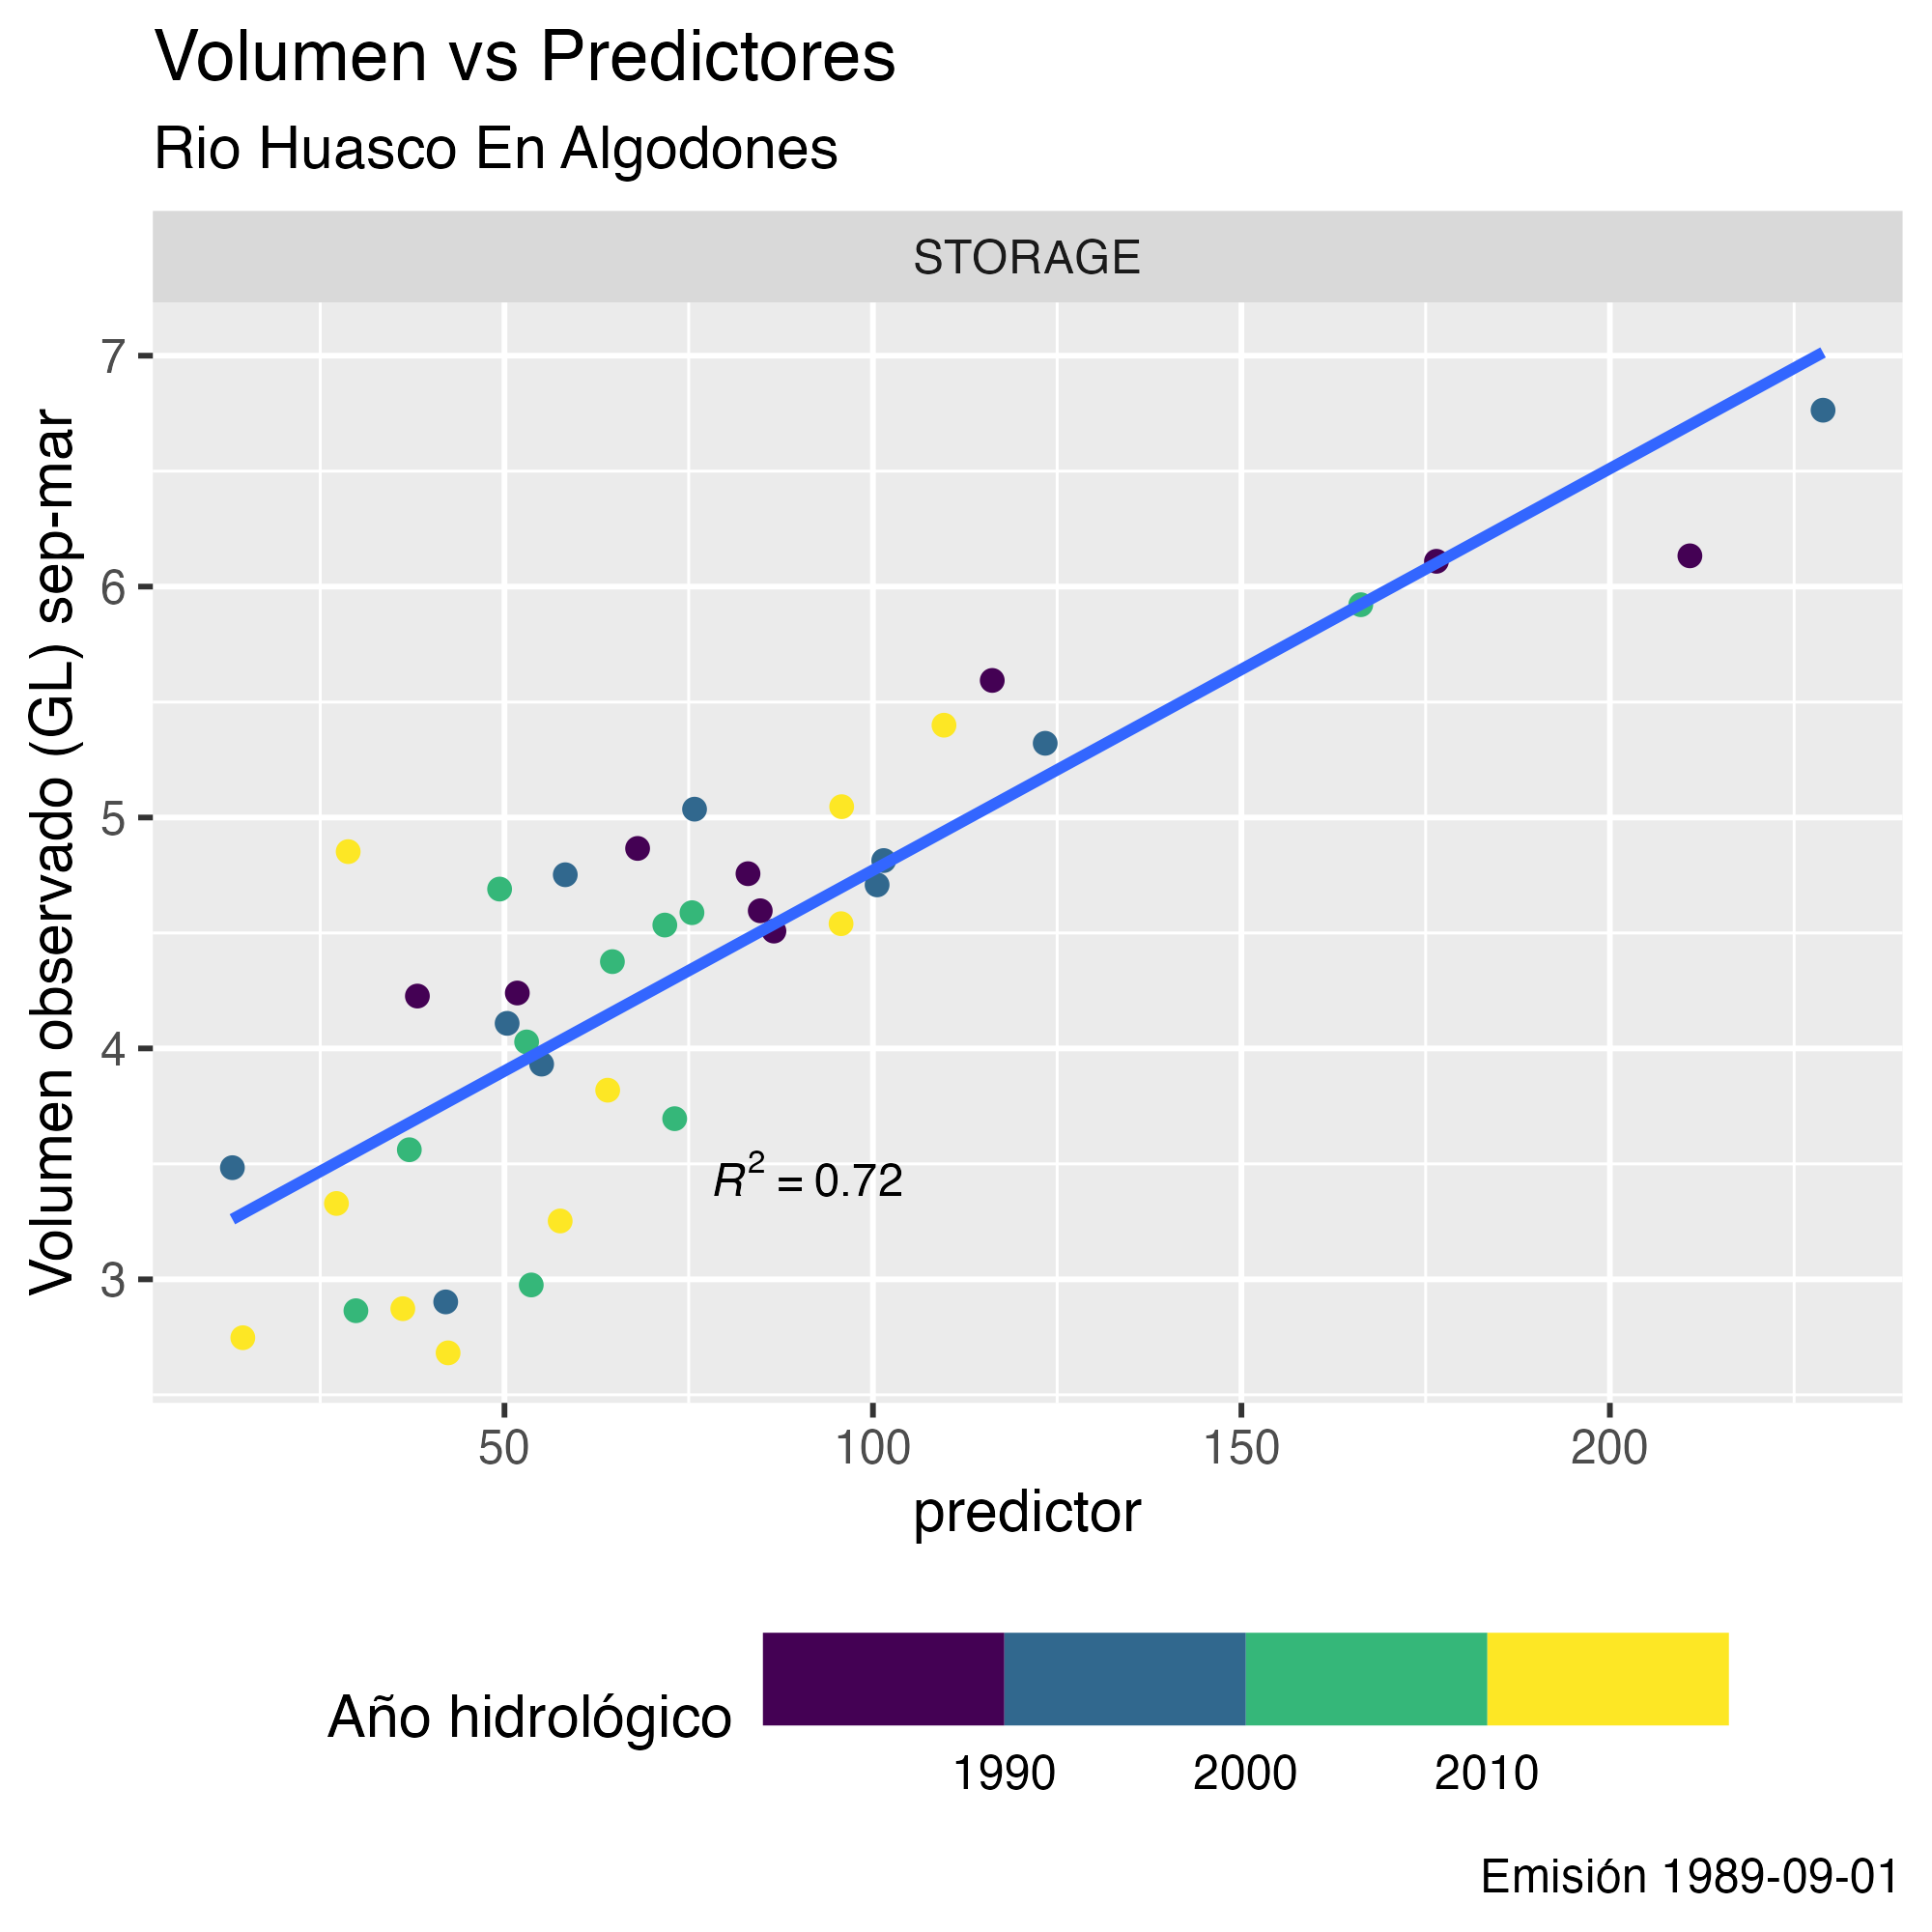 Volumen vs Predictores
Rio Huasco En Algodones
STORAGE
Volumen observado (GL) sep-mar
7
6
5
4
3
R² = 0.72
50 100 150 200
predictor
Año hidrológico
1990 2000 2010
Emisión 1989-09-01